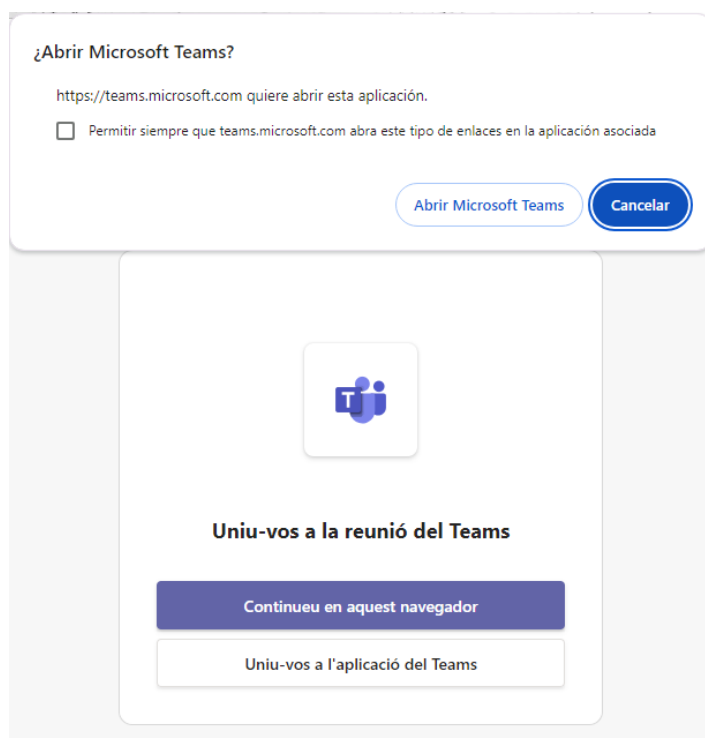 ¿Abrir Microsoft Teams?
https://teams.microsoft.com quiere abrir esta aplicación.
Permitir siempre que teams.microsoft.com abra este tipo de enlaces en la aplicación asociada
Abrir Microsoft Teams
Cancelar
T
Uniu-vos a la reunió del Teams
Continueu en aquest navegador
Uniu-vos a l'aplicació del Teams